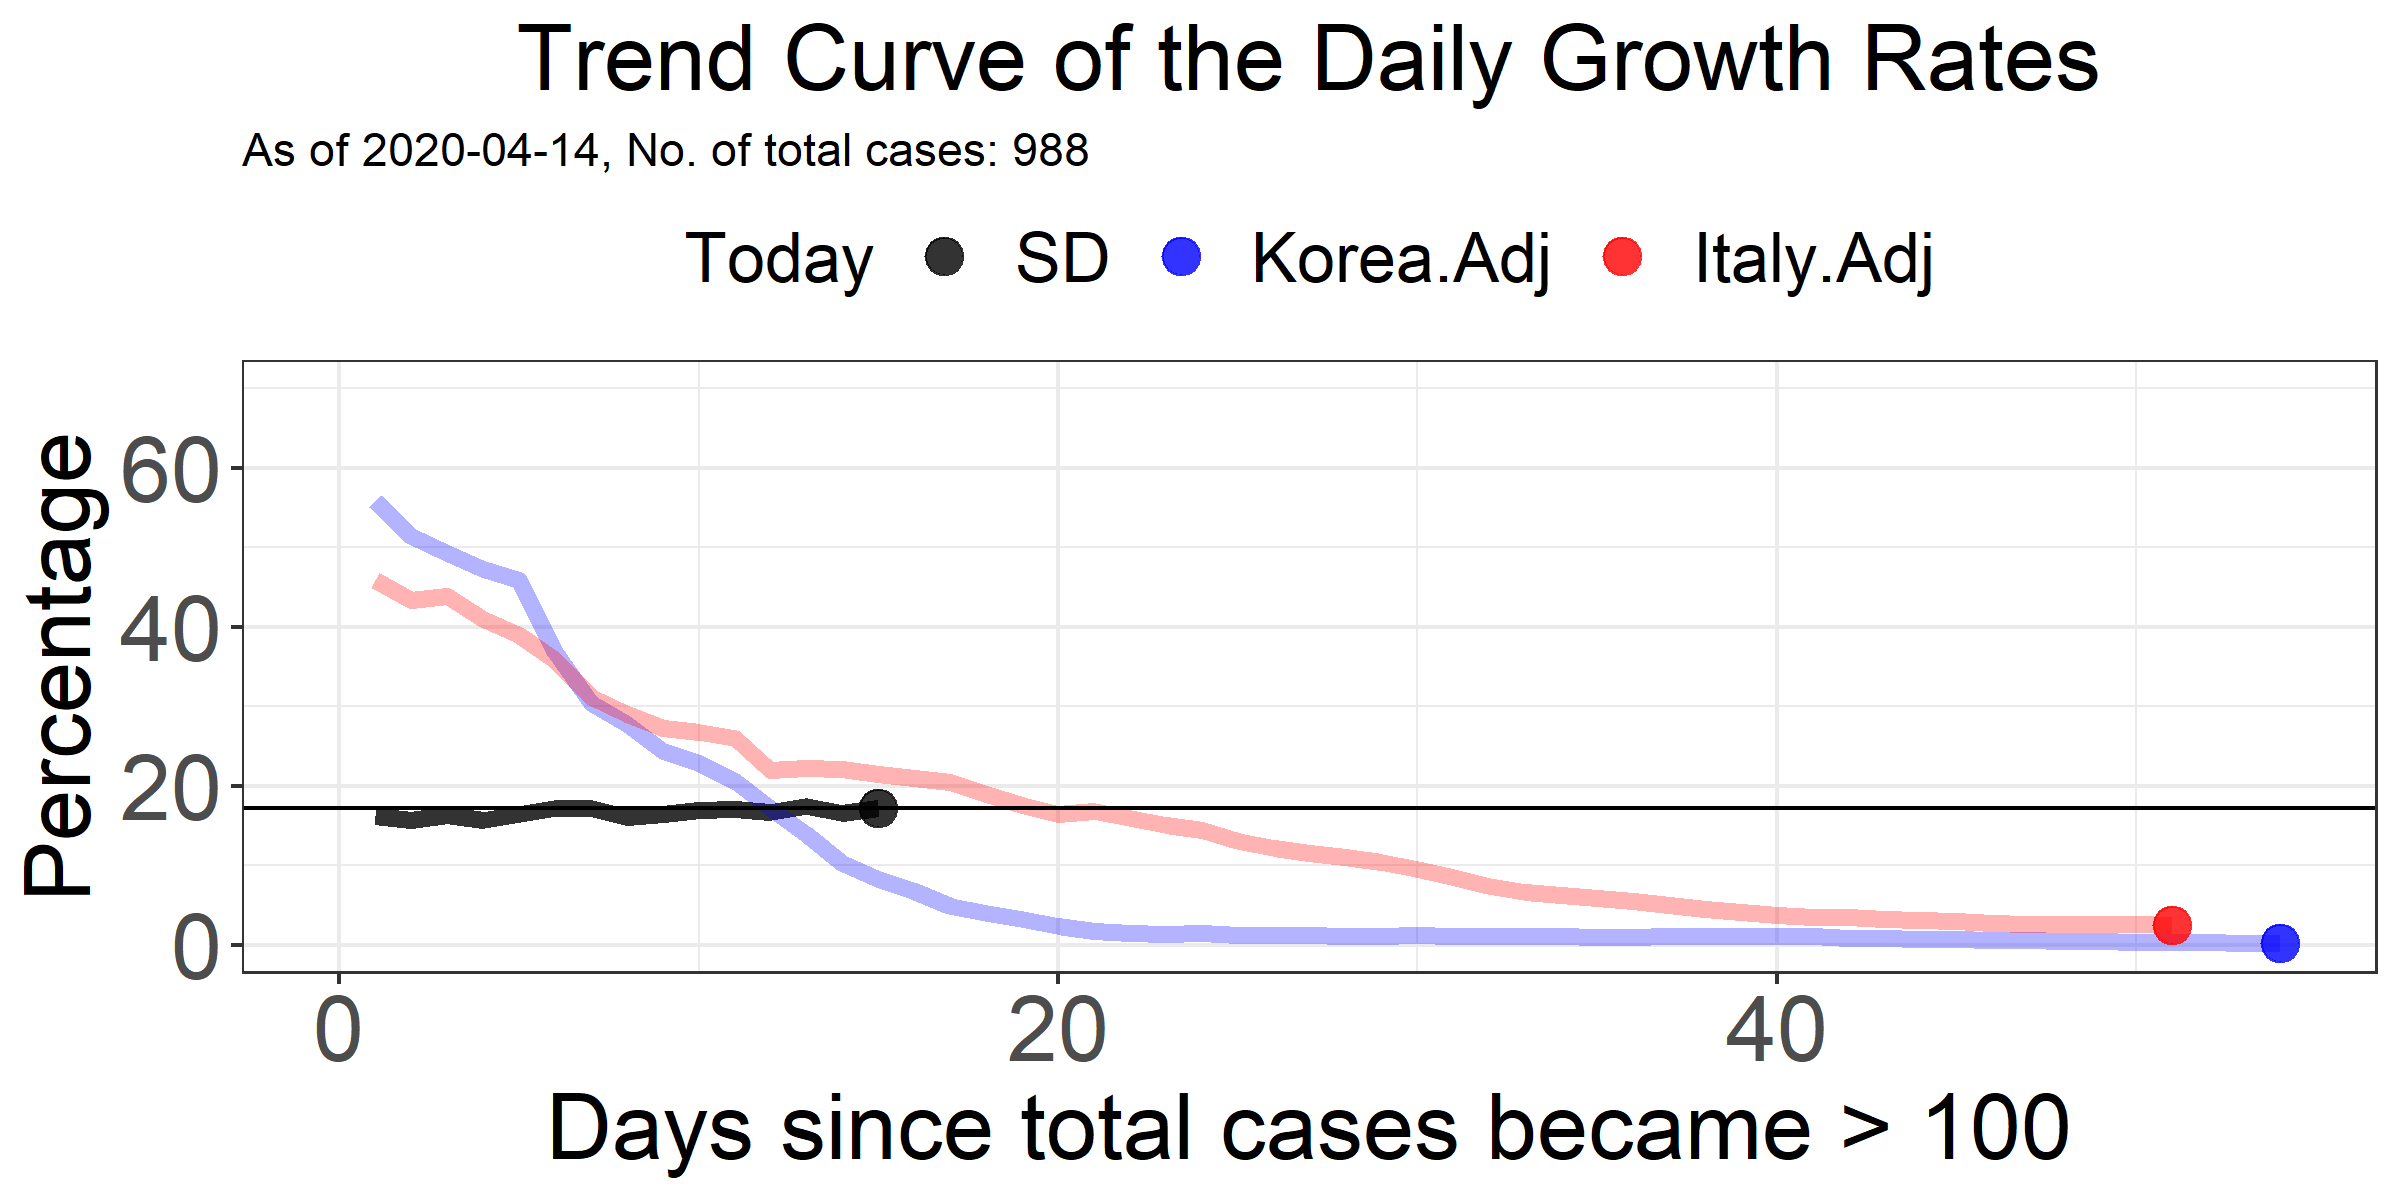 Trend Curve of the Daily Growth Rates
As of 2020-04-14, No. of total cases: 988
Today SD Korea.Adj Italy.Adj
Percentage
60
40
20
0
0 20 40
Days since total cases became > 100